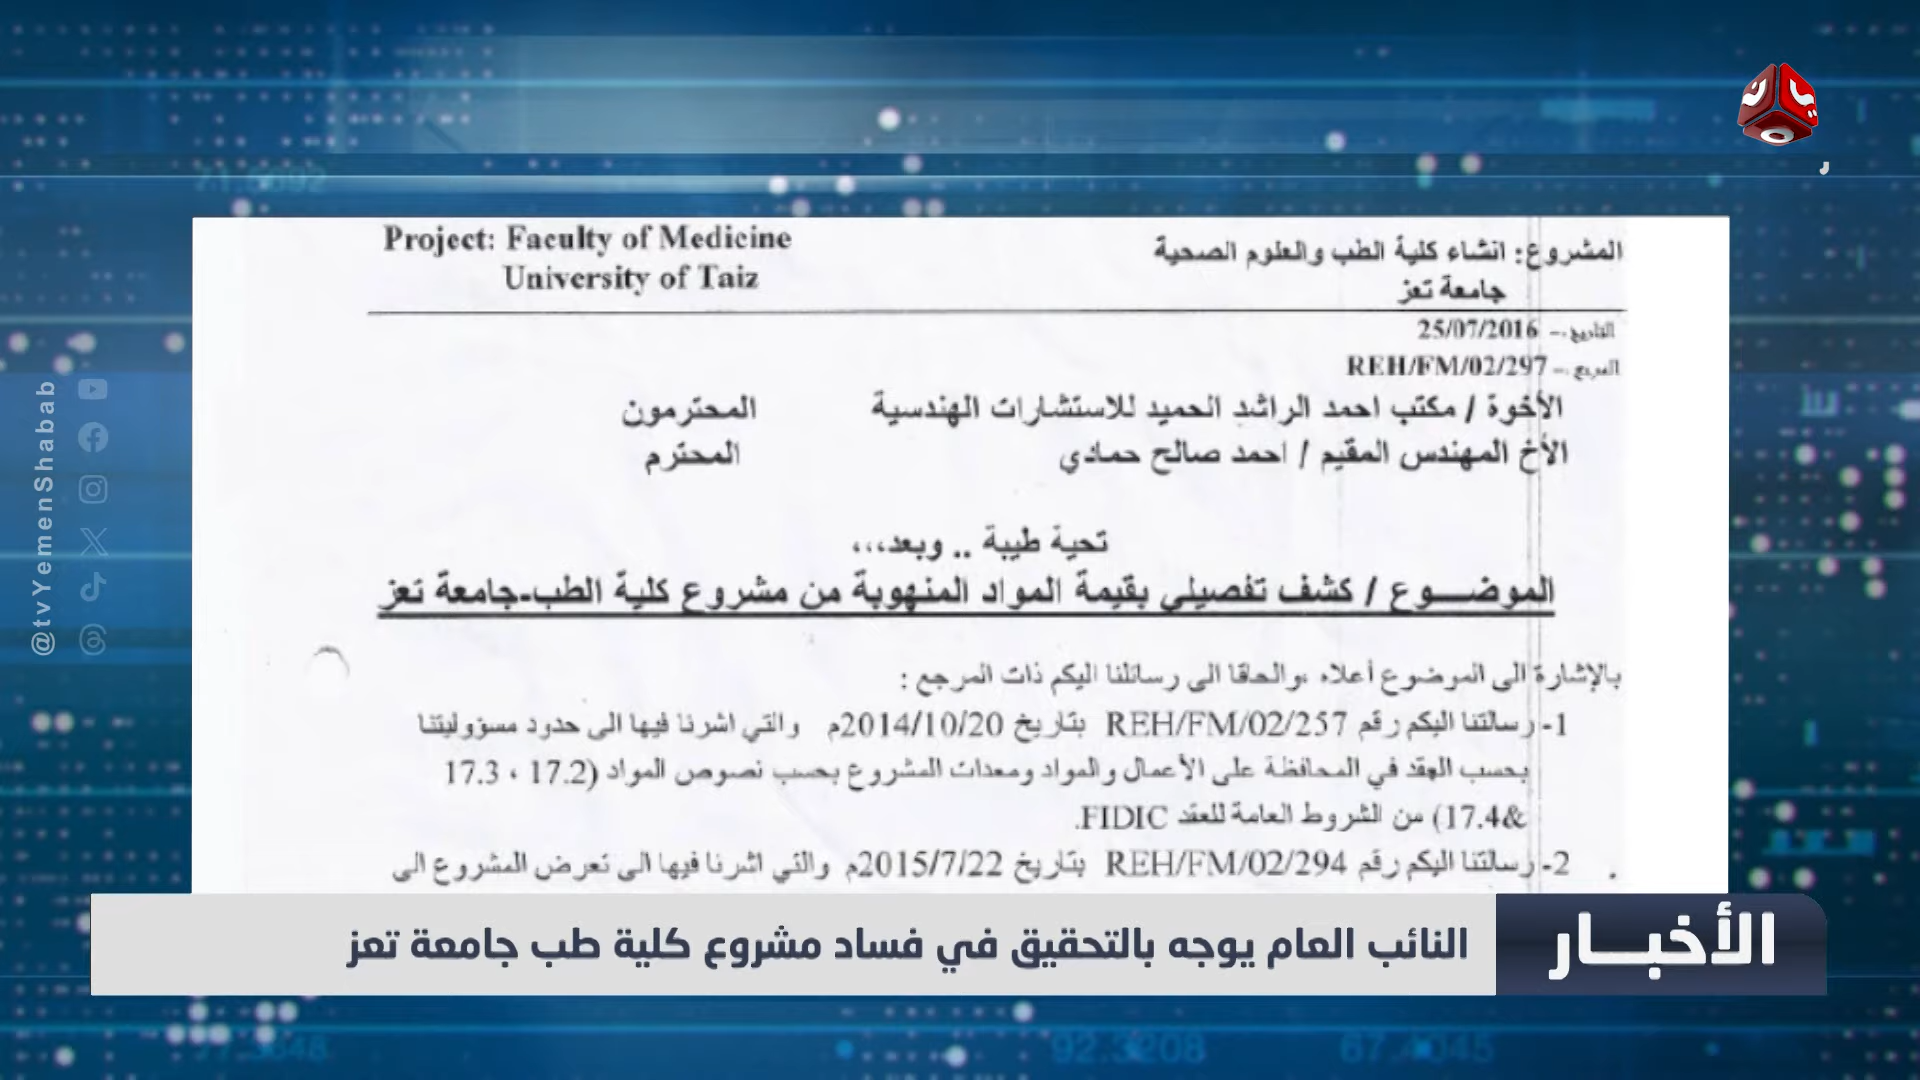 Project: Faculty of Medicine
University of Taiz
المشروع: انشاء كلية الطب والعلوم الصحية
جامعة تعز
التاريخ :- 25/07/2016
المرجع :- REH/FM/02/297
الأخوة / مكتب احمد الراشد الحميد للاستشارات الهندسية المحترمون
الأخ المهندس المقيم / احمد صالح حمادي المحترم
تحية طيبة .. وبعد،،،
الموضـــوع / كشف تفصيلي بقيمة المواد المنهوبة من مشروع كلية الطب-جامعة تعز
بالإشارة الى الموضوع أعلاه ،والحاقا الى رسائلنا اليكم ذات المرجع :
1- رسالتنا اليكم رقم REH/FM/02/257 بتاريخ 2014/10/20م والتي اشرنا فيها الى حدود مسؤوليتنا
بحسب العقد في المحافظة على الأعمال والمواد ومعدات المشروع بحسب نصوص المواد (17.2 ، 17.3
&17.4) من الشروط العامة للعقد FIDIC.
2- رسالتنا اليكم رقم REH/FM/02/294 بتاريخ 2015/7/22م والتي اشرنا فيها الى تعرض المشروع الى
الأخبـــار
النائب العام يوجه بالتحقيق في فساد مشروع كلية طب جامعة تعز
@tvYemenShabab
71.8692
92.3208
67.4045